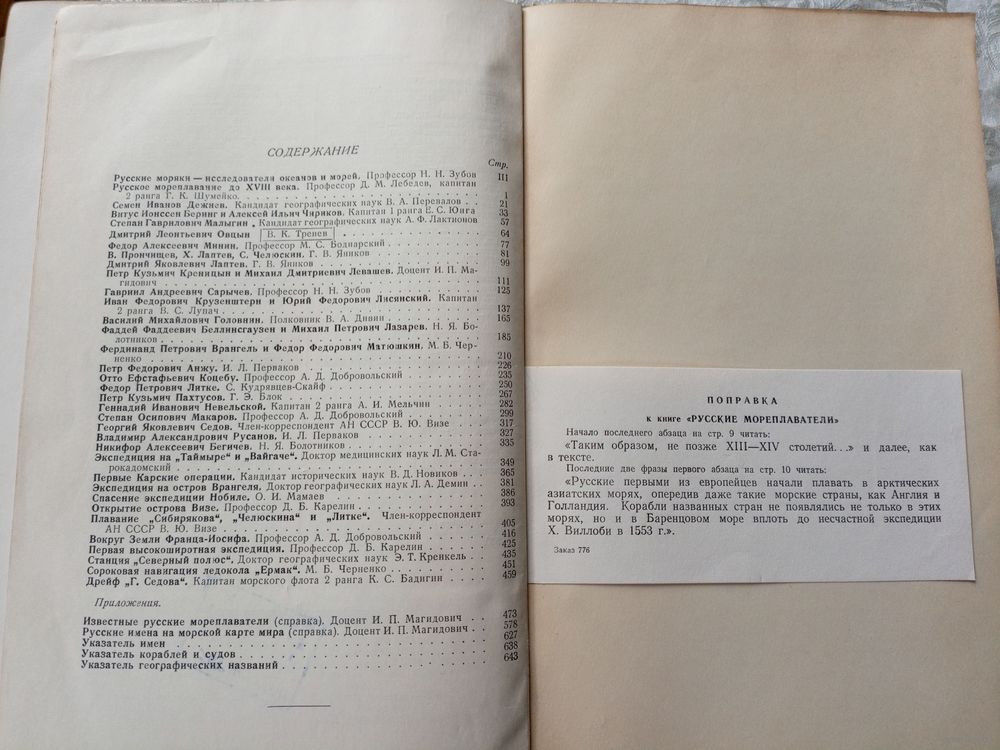 СОДЕРЖАНИЕ
Стр.
Русские моряки — исследователи океанов и морей. Профессор Н. Н. Зубов III
Русское мореплавание до XVIII века. Профессор Д. М. Лебедев, капитан
2 ранга Г. К. Шумейко. . . . . . . . . . 1
Семен Иванович Дежнев. Кандидат географических наук В. А. Перевалов . . 21
Витус Ионссен Беринг и Алексей Ильич Чириков. Капитан 1 ранга Е. С. Юнга 33
Степан Гаврилович Малыгин . Кандидат географических наук А. Ф. Лактионов 57
Дмитрий Леонтьевич Овцын В. К. Тренев . . . . . . . . 64
Федор Алексеевич Минин. Профессор М. С. Боднарский . . . . . . . 77
В. Прончищев, Х. Лаптев, С. Челюскин. Г. В. Яников . . . . . . . 81
Дмитрий Яковлевич Лаптев. Г. В. Яников . . . . . . . . . 99
Петр Кузьмич Креницын и Михаил Дмитриевич Левашев. Доцент И. П. Ма-
гидович . . . . . . . . . . 111
Гавриил Андреевич Сарычев. Профессор Н. Н. Зубов . . . . . . . 125
Иван Федорович Крузенштерн и Юрий Федорович Лисянский. Капитан
2 ранга В. С. Лупач . . . . . . . . . . 137
Василий Михайлович Головнин. Полковник В. А. Дивин . . . . . . 165
Фаддей Фаддеевич Беллинсгаузен и Михаил Петрович Лазарев. Н. Я. Бо-
лотников . . . . . . . . . . 185
Фердинанд Петрович Врангель и Федор Федорович Матюшкин. М. Б. Чер-
ненко . . . . . . . . . . 210
Петр Федорович Анжу. И. Л. Перваков . . . . . . . . . 226
Отто Ефстафьевич Коцебу. Профессор А. Д. Добровольский . . . . . . 235
Федор Петрович Литке. С. Кудрявцев-Скайф . . . . . . . . 250
Петр Кузьмич Пахтусов. Г. Э. Блок . . . . . . . . . 267
Геннадий Иванович Невельской. Капитан 2 ранга А. И. Мельчин . . . . 282
Степан Осипович Макаров. Профессор А. Д. Добровольский . . . . . . 299
Георгий Яковлевич Седов. Член-корреспондент АН СССР В. Ю. Визе . . . 317
Владимир Александрович Русанов. И. Л. Перваков . . . . . . . 327
Никифор Алексеевич Бегичев. Н. Я. Болотников . . . . . . . . 335
Экспедиция на „Таймыре“ и „Вайгаче“. Доктор медицинских наук Л. М. Ста-
рокадомский . . . . . . . . . . 349
Первые Карские операции. Кандидат исторических наук В. Д. Новиков . . . 365
Экспедиция на остров Врангеля. Доктор географических наук Л. А. Демин . . 381
Спасение экспедиции Нобиле. О. И. Мамаев . . . . . . . . 386
Открытие острова Визе. Профессор Д. Б. Карелин . . . . . . . 393
Плавание „Сибирякова“, „Челюскина“ и „Литке“. Член-корреспондент
АН СССР В. Ю. Визе . . . . . . . . . . 405
Вокруг Земли Франца-Иосифа. Профессор А. Д. Добровольский . . . . . 416
Первая высокоширотная экспедиция. Профессор Д. Б. Карелин . . . . . 425
Станция „Северный полюс“. Доктор географических наук Э. Т. Кренкель . . . 435
Сороковая навигация ледокола „Ермак“. М. Б. Черненко . . . . . . 451
Дрейф „Г. Седова“. Капитан морского флота 2 ранга К. С. Бадигин . . . . 459
Приложения.
Известные русские мореплаватели (справка). Доцент И. П. Магидович . . 473
Русские имена на морской карте мира (справка). Доцент И. П. Магидович . . 578
Указатель имен . . . . . . . . . . 627
Указатель кораблей и судов . . . . . . . . . . 638
Указатель географических названий . . . . . . . . . . 643
ПОПРАВКА
к книге «РУССКИЕ МОРЕПЛАВАТЕЛИ»
Начало последнего абзаца на стр. 9 читать:
«Таким образом, не позже XIII—XIV столетий...» и далее, как
в тексте.
Последние две фразы первого абзаца на стр. 10 читать:
«Русские первыми из европейцев начали плавать в арктических
азиатских морях, опередив даже такие морские страны, как Англия и
Голландия. Корабли названных стран не появлялись не только в этих
морях, но и в Баренцовом море вплоть до несчастной экспедиции
Х. Виллоби в 1553 г.».
Заказ 776